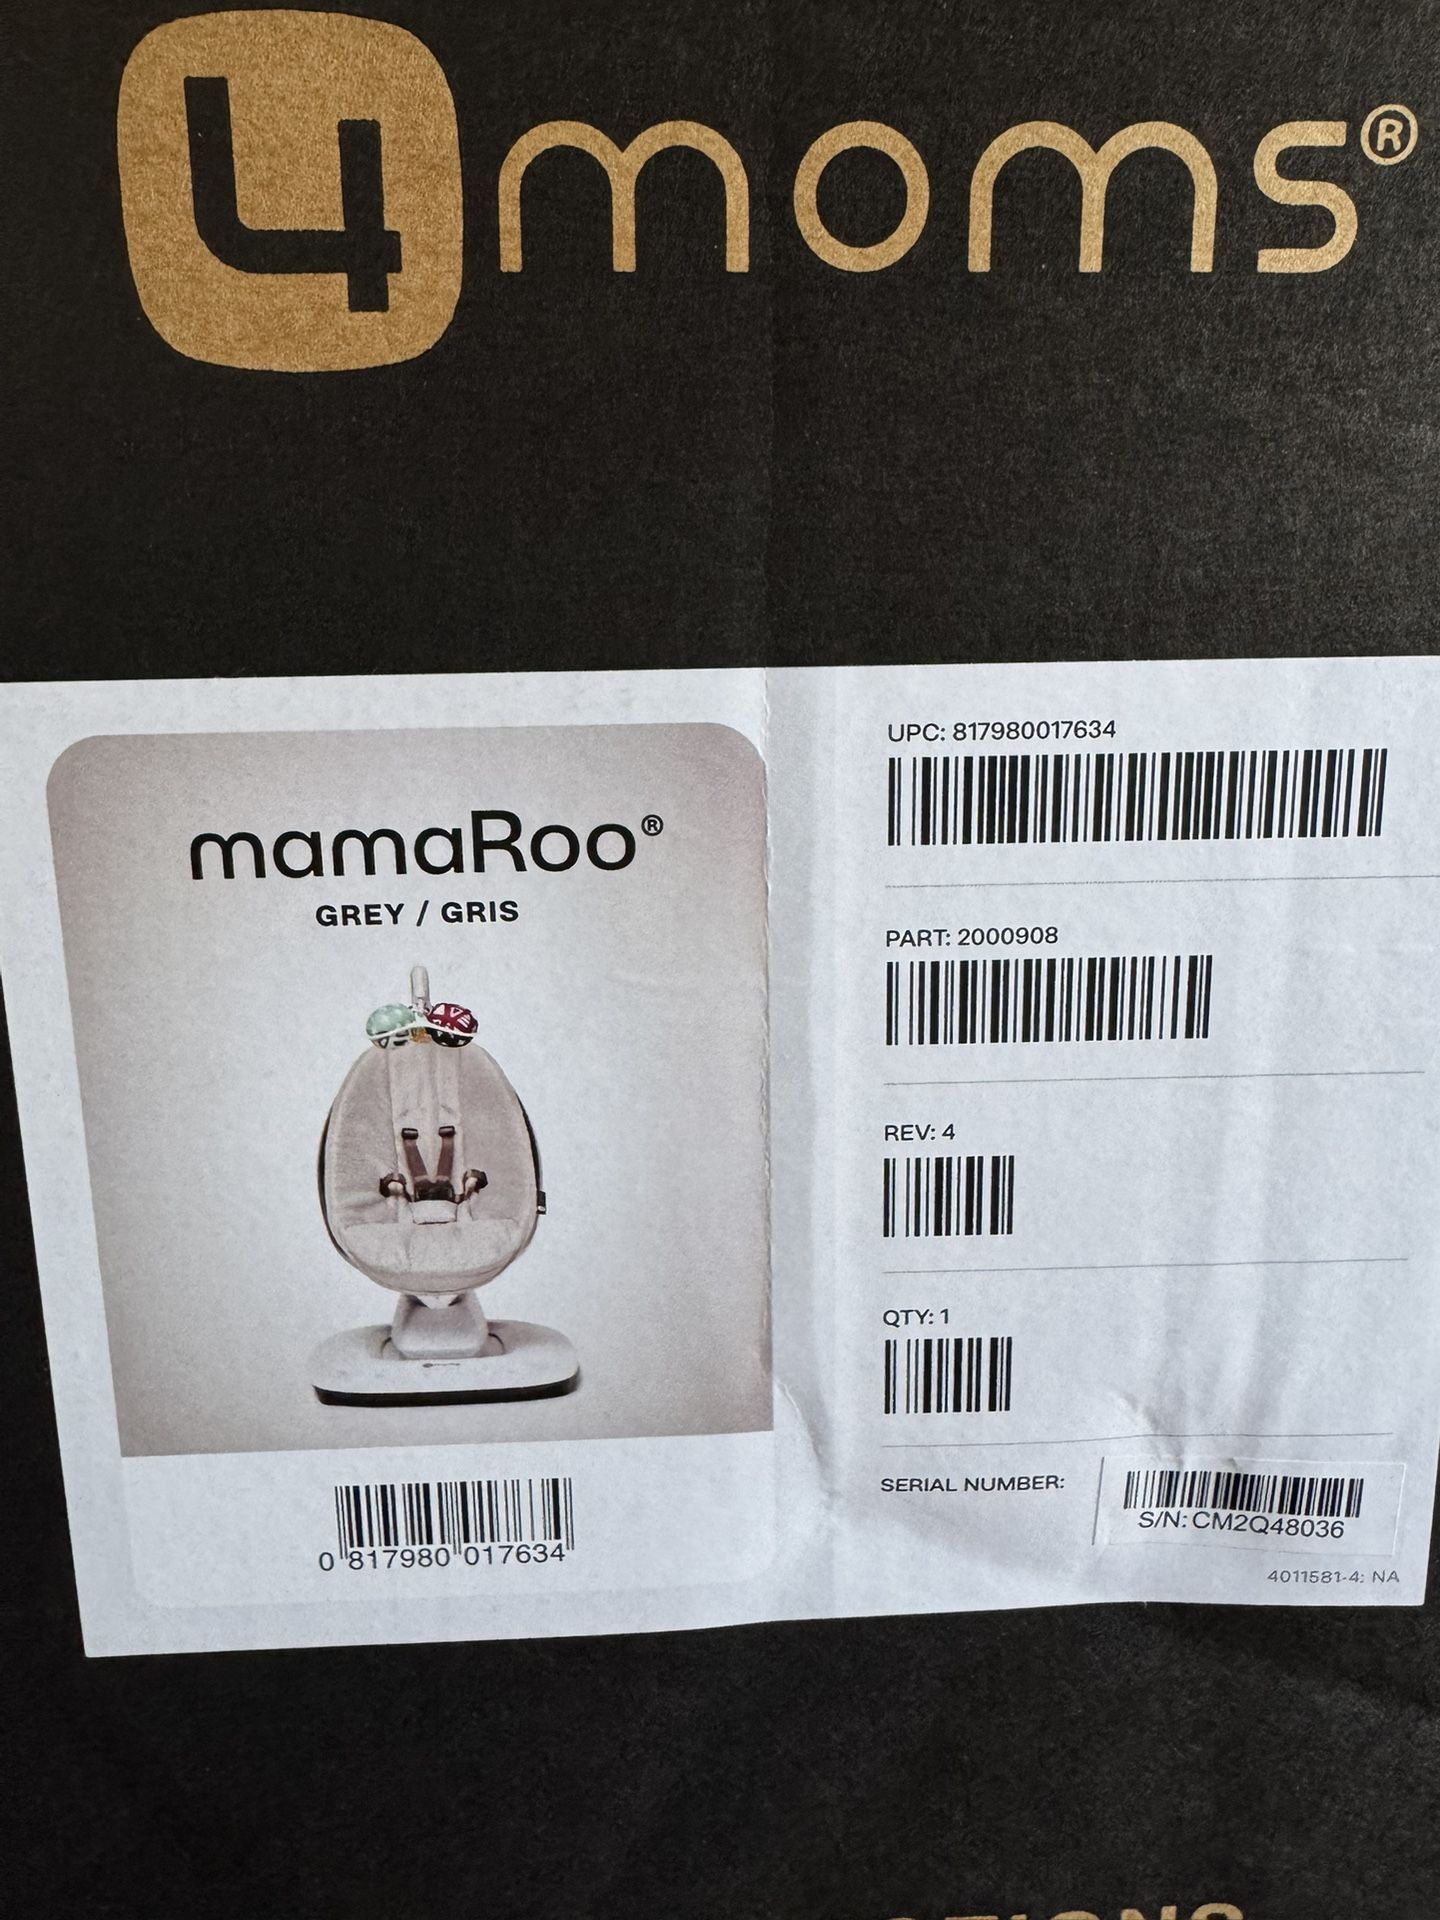 4moms®
mamaRoo®
GREY / GRIS
0 817980 017634
UPC: 817980017634
PART: 2000908
REV: 4
QTY: 1
SERIAL NUMBER:
S/N: CM2Q48036
4011581-4: NA